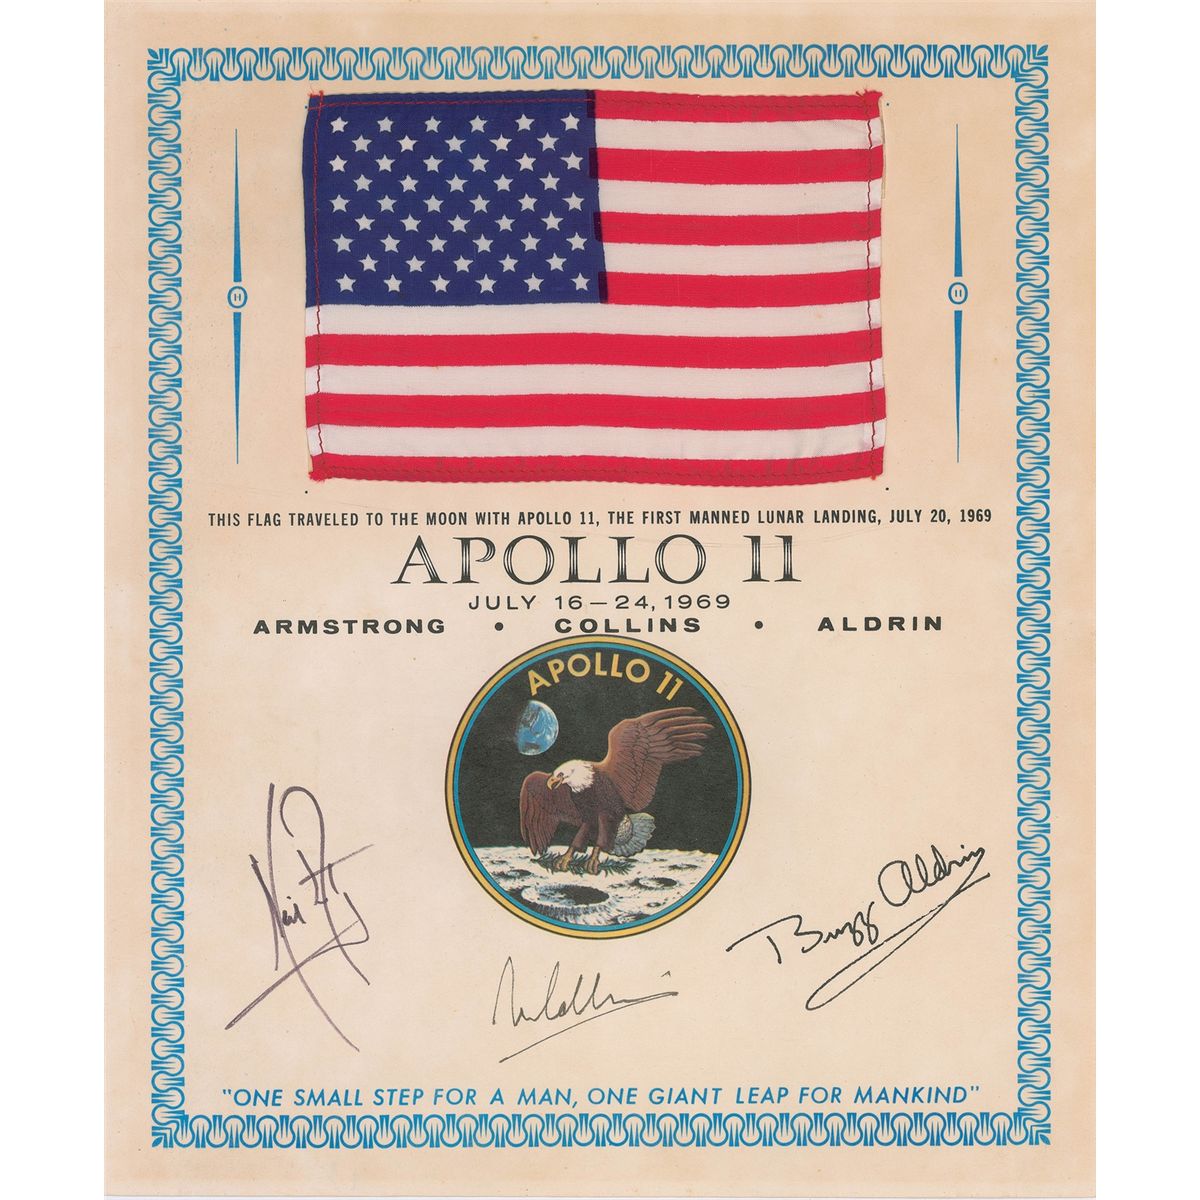 THIS FLAG TRAVELED TO THE MOON WITH APOLLO 11, THE FIRST MANNED LUNAR LANDING, JULY 20, 1969
APOLLO 11
JULY 16–24, 1969
ARMSTRONG • COLLINS • ALDRIN
APOLLO 11
Buzz Aldrin
"ONE SMALL STEP FOR A MAN, ONE GIANT LEAP FOR MANKIND"